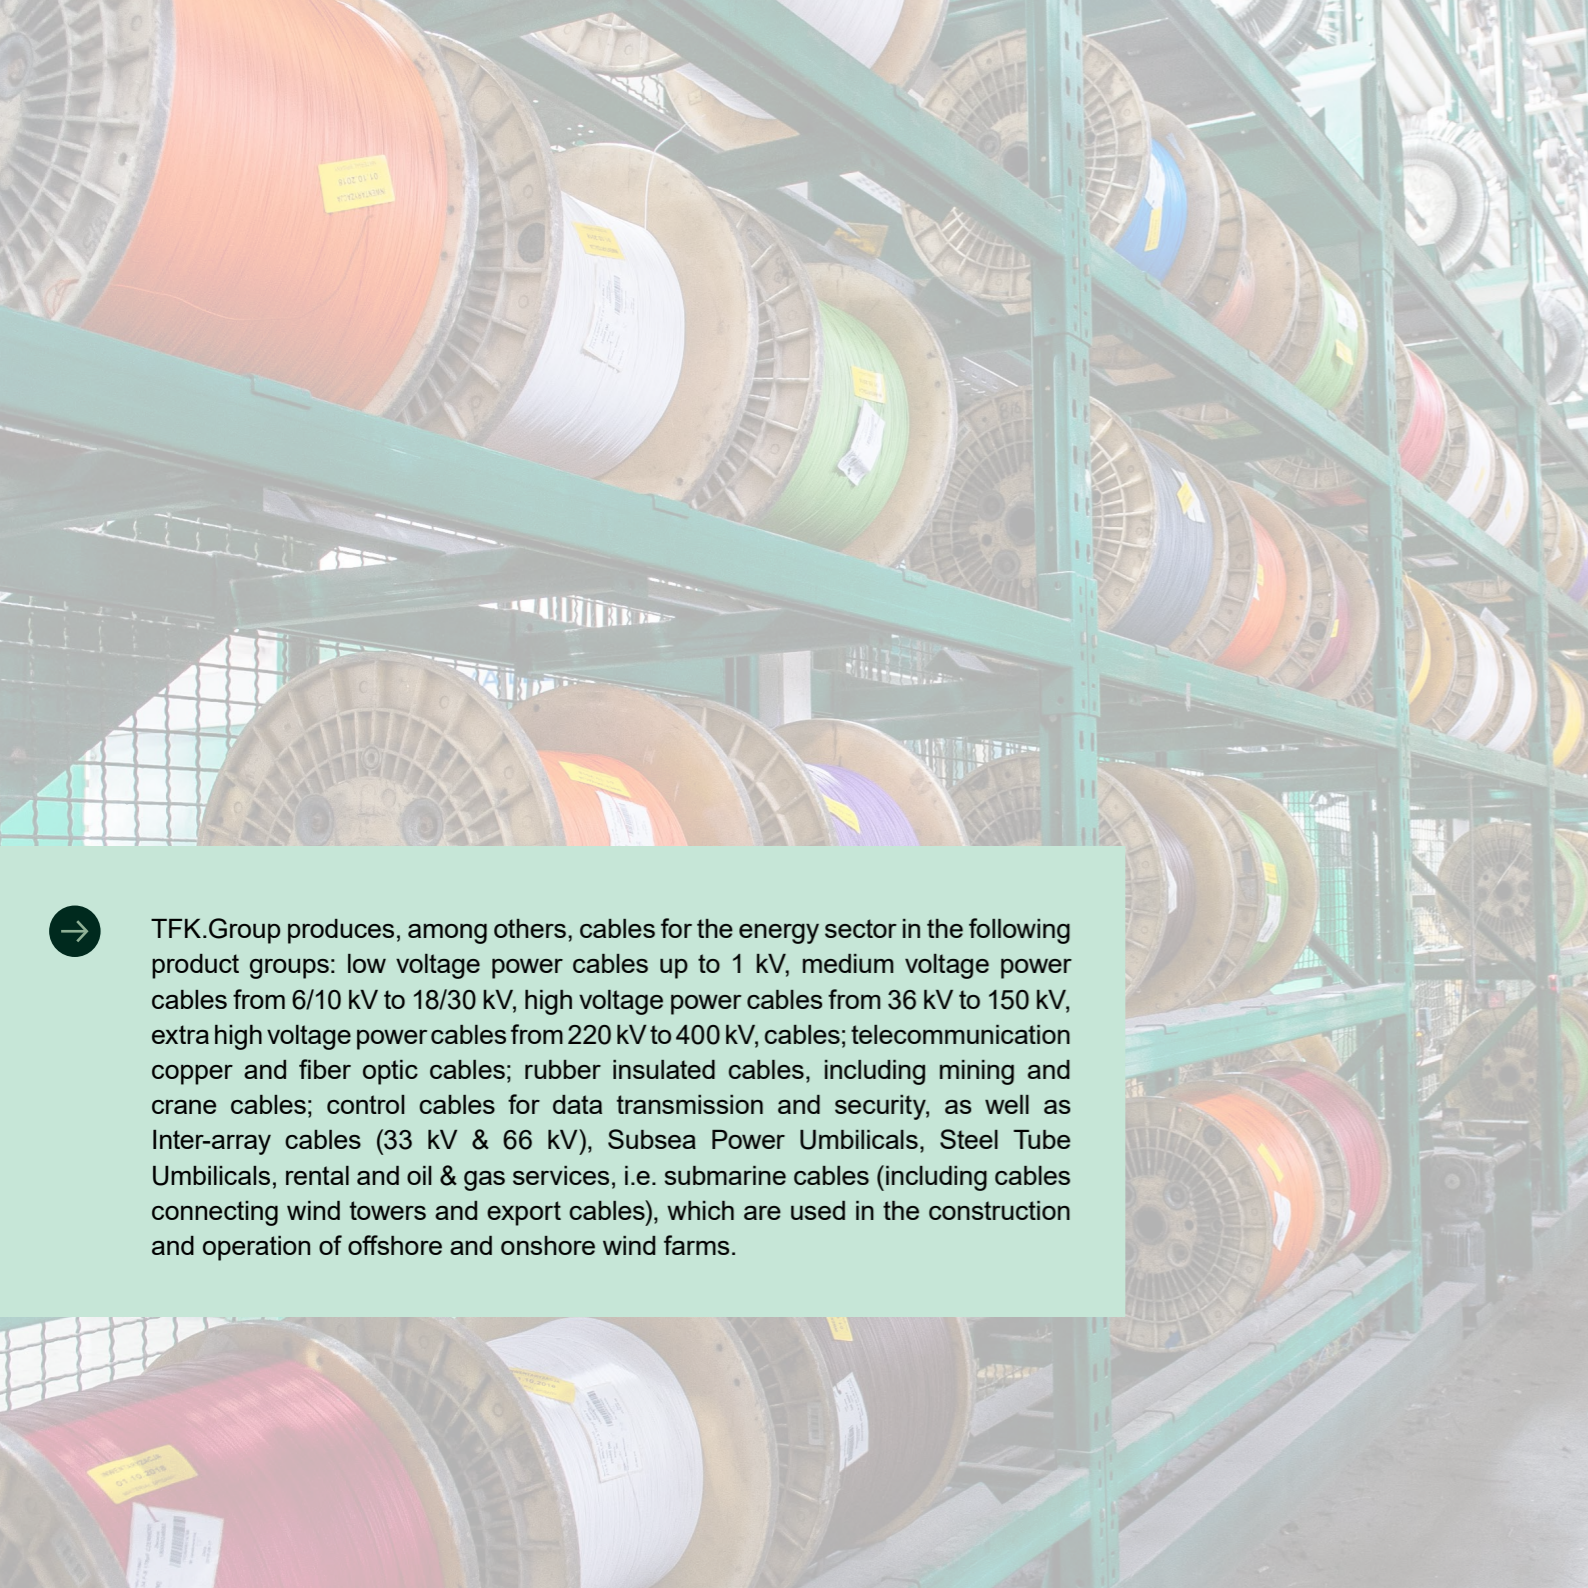 TFK.Group produces, among others, cables for the energy sector in the following
product groups: low voltage power cables up to 1 kV, medium voltage power
cables from 6/10 kV to 18/30 kV, high voltage power cables from 36 kV to 150 kV,
extra high voltage power cables from 220 kV to 400 kV, cables; telecommunication
copper and fiber optic cables; rubber insulated cables, including mining and
crane cables; control cables for data transmission and security, as well as
Inter-array cables (33 kV & 66 kV), Subsea Power Umbilicals, Steel Tube
Umbilicals, rental and oil & gas services, i.e. submarine cables (including cables
connecting wind towers and export cables), which are used in the construction
and operation of offshore and onshore wind farms.
01.10.2018
01.10.2018